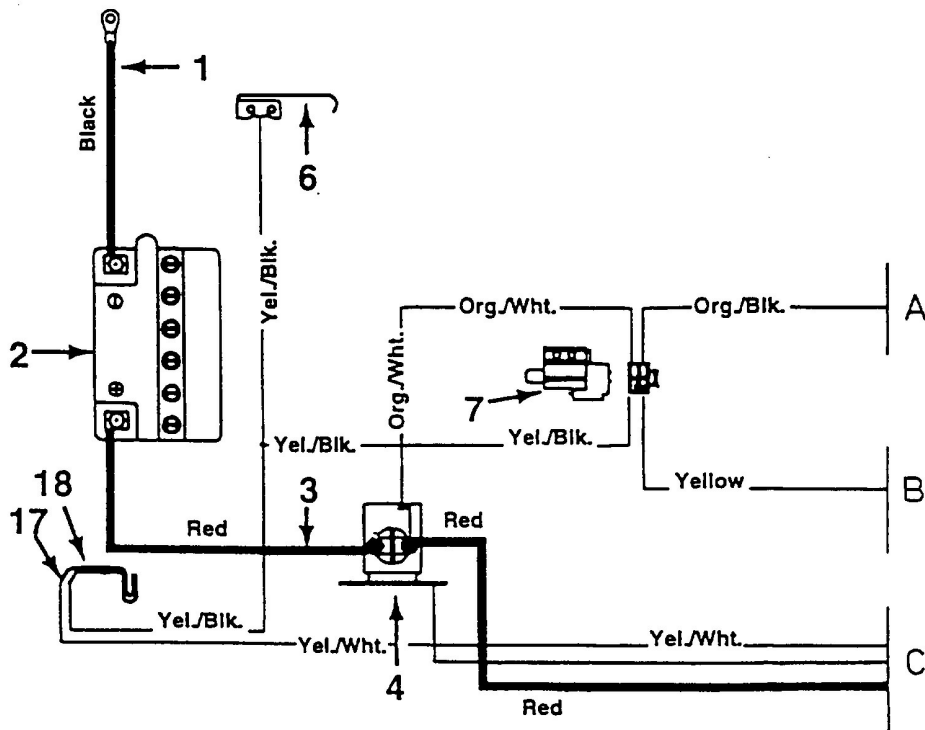 1
Black
6
Yel./Blk.
Org./Wht.
Org./Blk.
A
2
Org./Wht.
7
Yel./Blk.
Yel./Blk.
Yellow
B
18
3
17
Red
Red
Yel./Blk.
Yel./Wht.
Yel./Wht.
C
4
Red